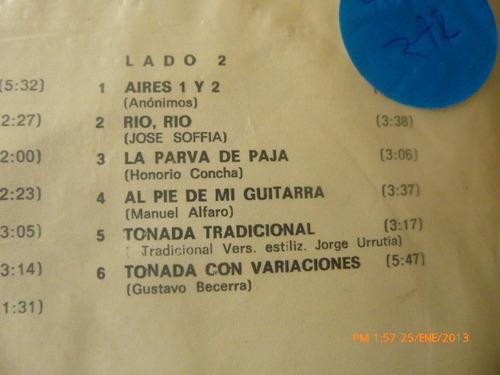 LADO 2
(5:32)
2:27)
2:00)
2:23)
3:05)
3:14)
1:31)
1 AIRES 1 Y 2
(Anónimos)
2 RIO, RIO (3:38)
(JOSE SOFFIA)
3 LA PARVA DE PAJA (3:06)
(Honorio Concha)
4 AL PIE DE MI GUITARRA (3:37)
(Manuel Alfaro)
5 TONADA TRADICIONAL (3:17)
( Tradicional Vers. estiliz. Jorge Urrutia)
6 TONADA CON VARIACIONES (5:47)
(Gustavo Becerra)
PM 1:57 25/ENE/2013